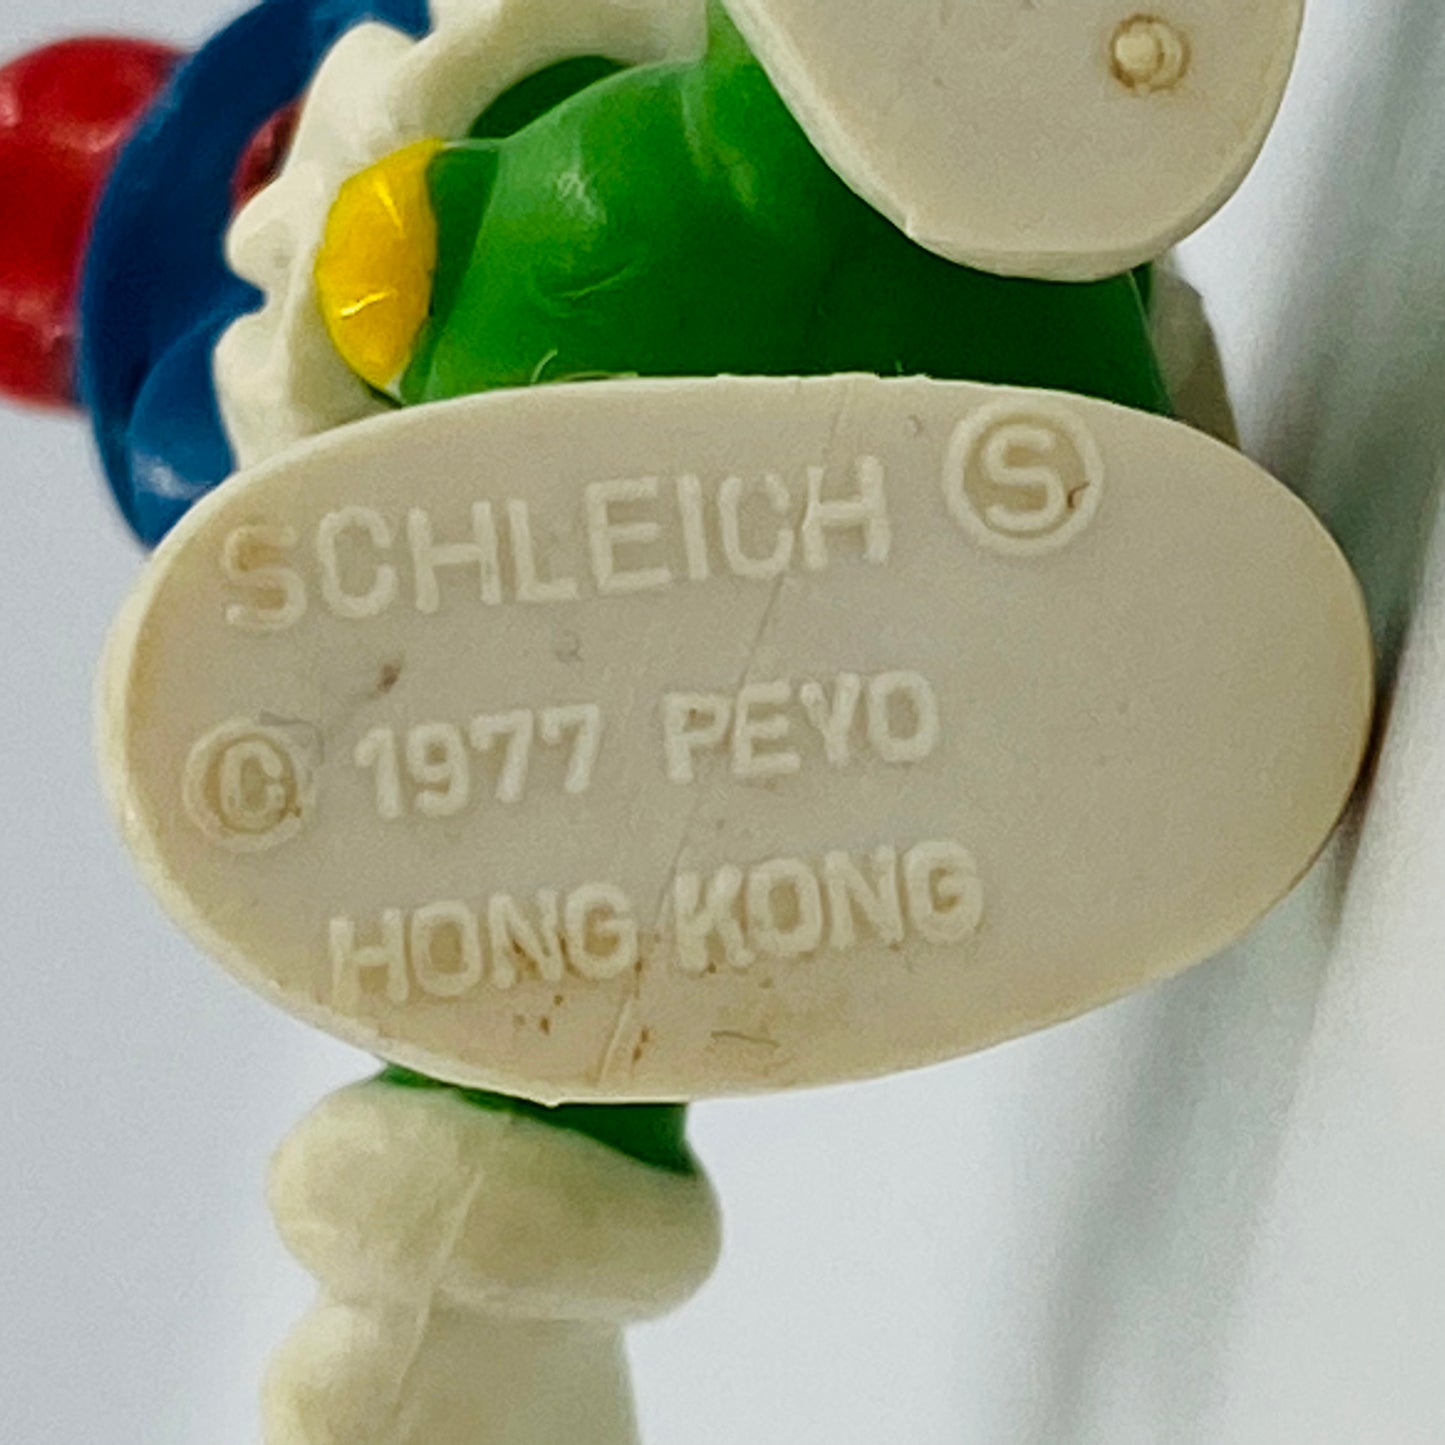 SCHLEICH Ⓢ
© 1977 PEYO
HONG KONG